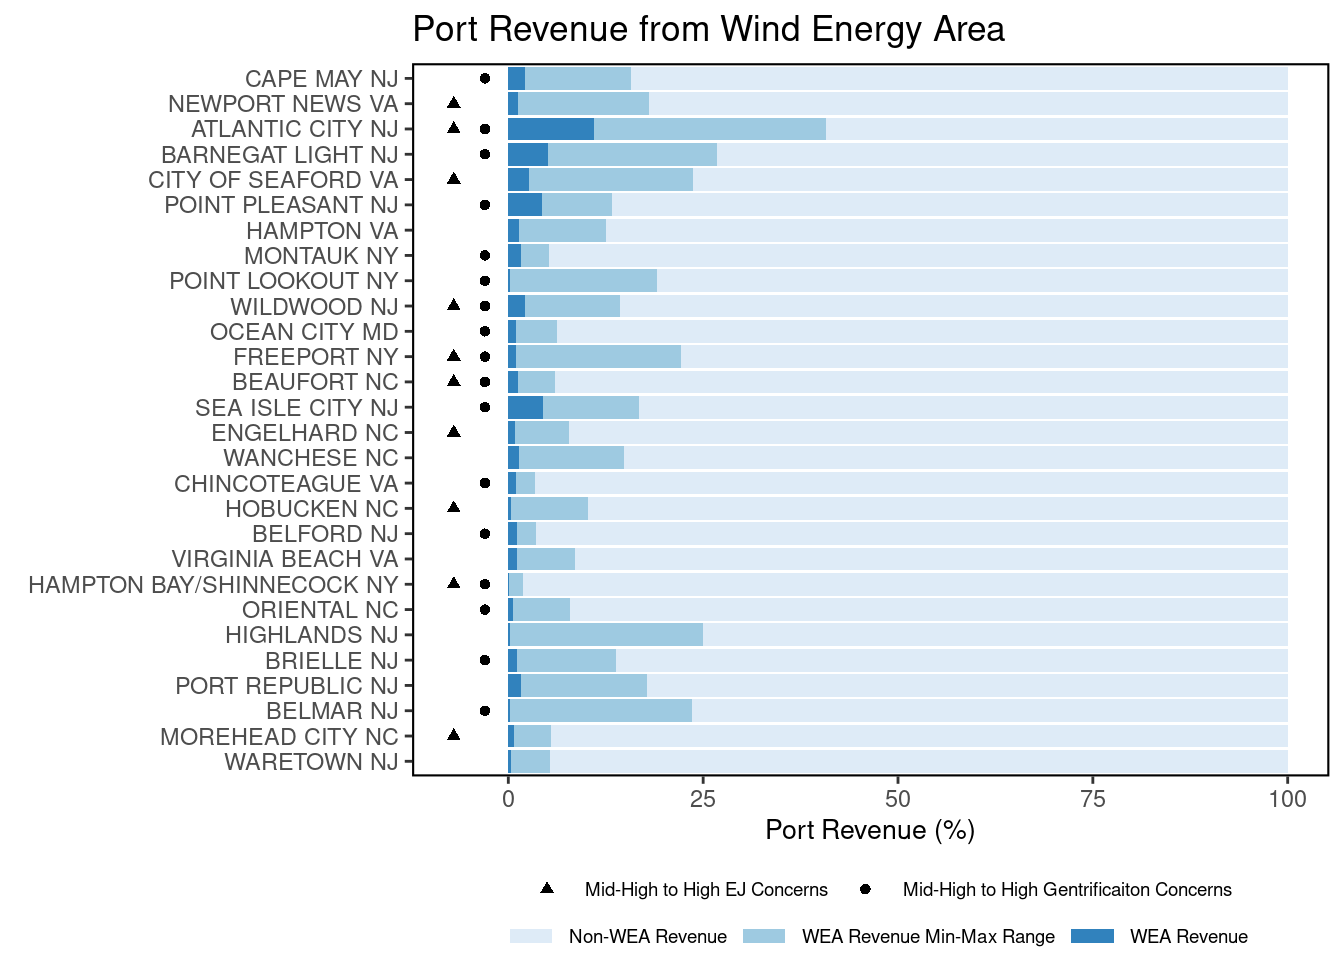 Port Revenue from Wind Energy Area
CAPE MAY NJ
NEWPORT NEWS VA
ATLANTIC CITY NJ
BARNEGAT LIGHT NJ
CITY OF SEAFORD VA
POINT PLEASANT NJ
HAMPTON VA
MONTAUK NY
POINT LOOKOUT NY
WILDWOOD NJ
OCEAN CITY MD
FREEPORT NY
BEAUFORT NC
SEA ISLE CITY NJ
ENGELHARD NC
WANCHESE NC
CHINCOTEAGUE VA
HOBUCKEN NC
BELFORD NJ
VIRGINIA BEACH VA
HAMPTON BAY/SHINNECOCK NY
ORIENTAL NC
HIGHLANDS NJ
BRIELLE NJ
PORT REPUBLIC NJ
BELMAR NJ
MOREHEAD CITY NC
WARETOWN NJ
0 25 50 75 100
Port Revenue (%)
Mid-High to High EJ Concerns Mid-High to High Gentrificaiton Concerns
Non-WEA Revenue WEA Revenue Min-Max Range WEA Revenue